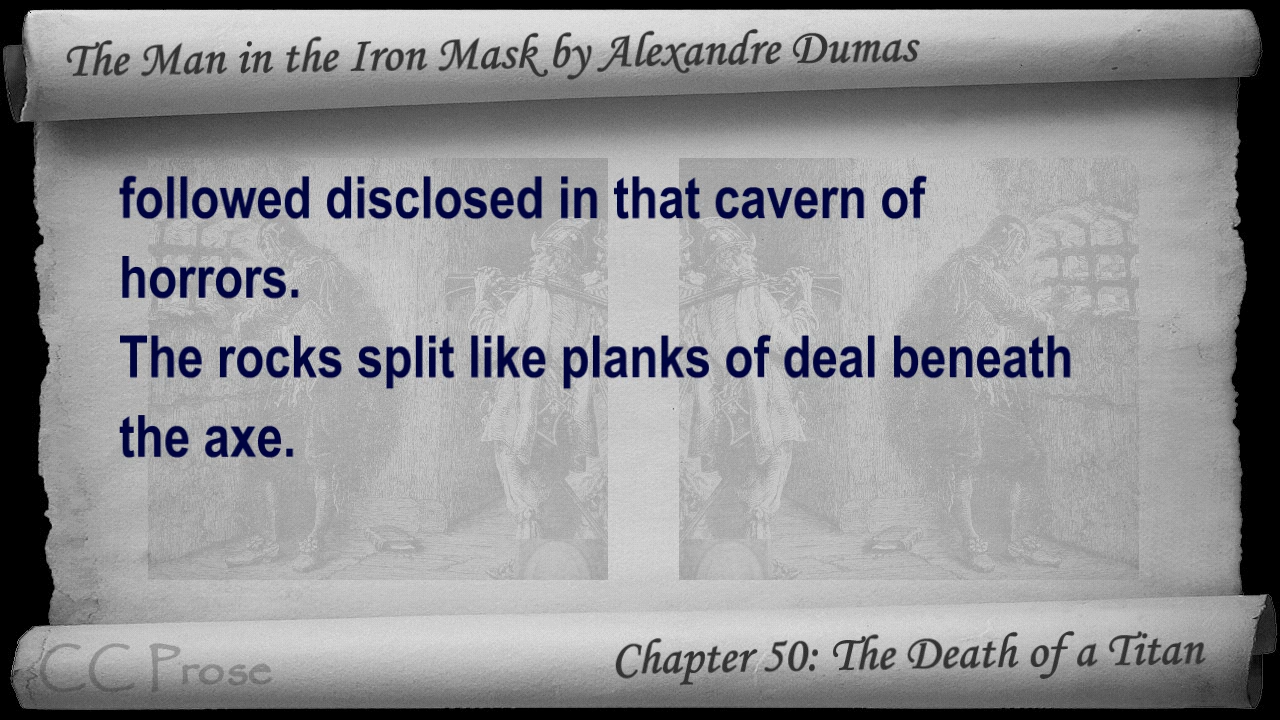 The Man in the Iron Mask by Alexandre Dumas
followed disclosed in that cavern of
horrors.
The rocks split like planks of deal beneath
the axe.
CC Prose
Chapter 50: The Death of a Titan